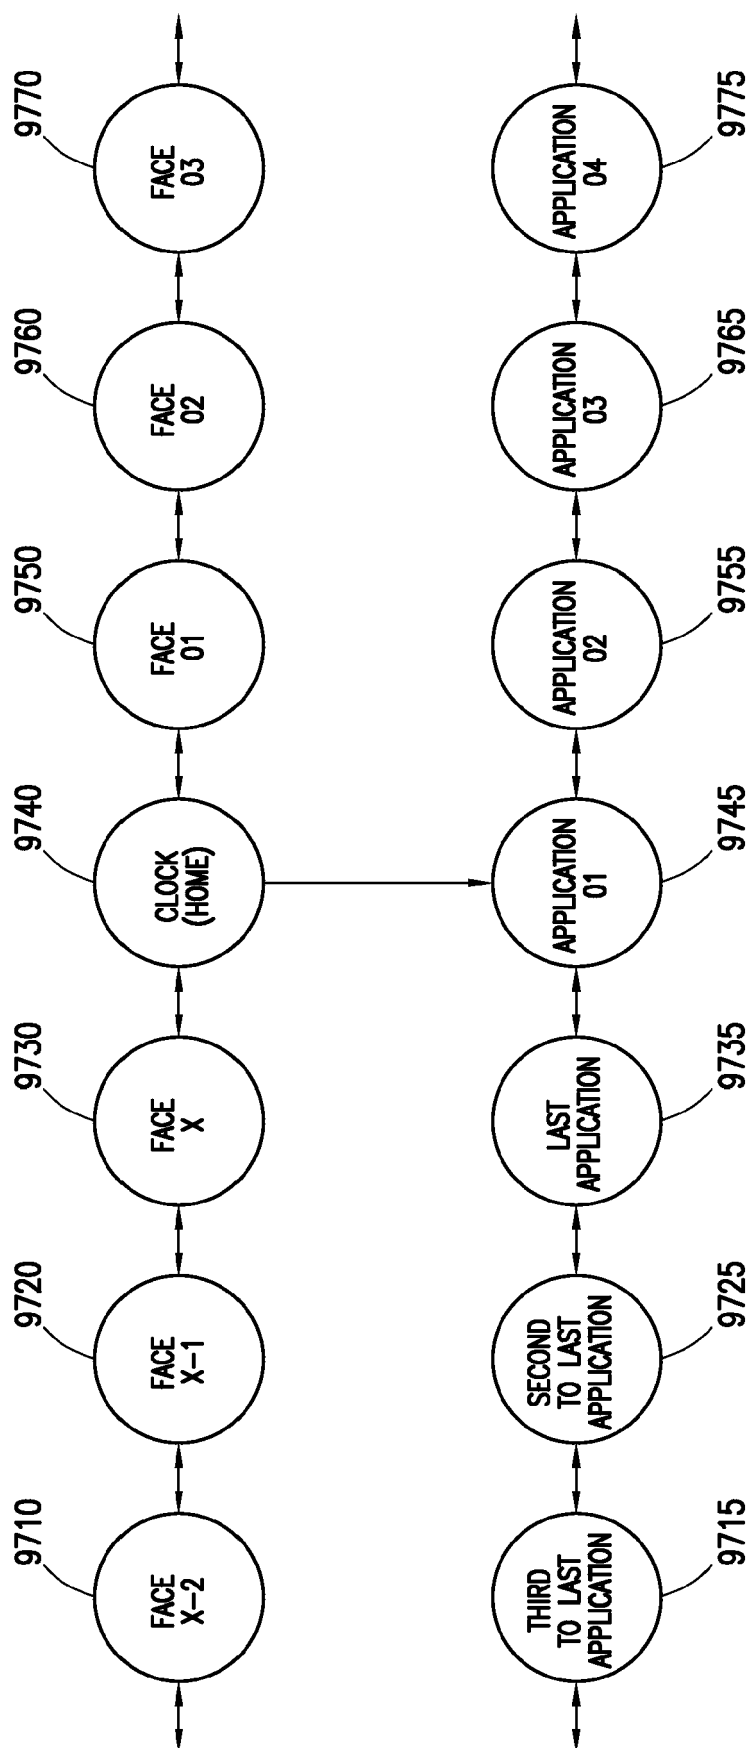 9710
9720
9730
9740
9750
9760
9770
FACE
X-2
FACE
X-1
FACE
X
CLOCK
(HOME)
FACE
01
FACE
02
FACE
03
THIRD
TO LAST
APPLICATION
SECOND
TO LAST
APPLICATION
LAST
APPLICATION
APPLICATION
01
APPLICATION
02
APPLICATION
03
APPLICATION
04
9715
9725
9735
9745
9755
9765
9775